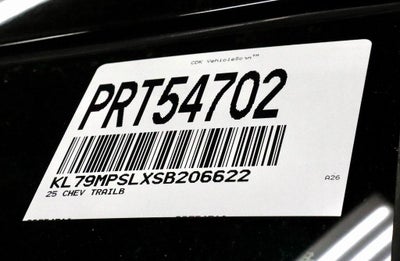 CDK VehicleScan™
PRT54702
KL79MPSLXSB206622
25 CHEV TRAILB
A26